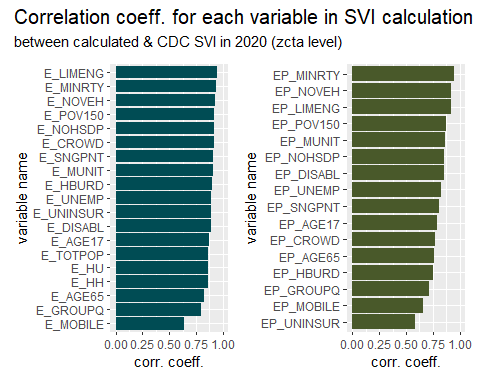 Correlation coeff. for each variable in SVI calculation
between calculated & CDC SVI in 2020 (zcta level)
variable name
E_LIMENG
E_MINRTY
E_NOVEH
E_POV150
E_NOHSDP
E_CROWD
E_SNGPNT
E_MUNIT
E_HBURD
E_UNEMP
E_UNINSUR
E_DISABL
E_AGE17
E_TOTPOP
E_HU
E_HH
E_AGE65
E_GROUPQ
E_MOBILE
0.00 0.25 0.50 0.75 1.00
corr. coeff.
variable name
EP_MINRTY
EP_NOVEH
EP_LIMENG
EP_POV150
EP_MUNIT
EP_NOHSDP
EP_DISABL
EP_UNEMP
EP_SNGPNT
EP_AGE17
EP_CROWD
EP_AGE65
EP_HBURD
EP_GROUPQ
EP_MOBILE
EP_UNINSUR
0.00 0.25 0.50 0.75 1.00
corr. coeff.